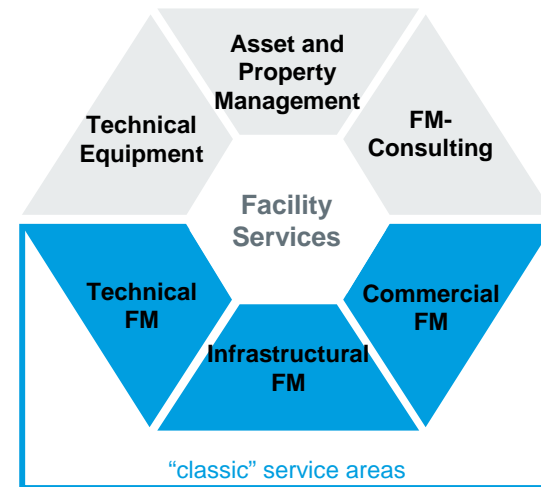 Asset and
Property
Management
Technical
Equipment
FM-
Consulting
Facility
Services
Technical
FM
Commercial
FM
Infrastructural
FM
“classic” service areas